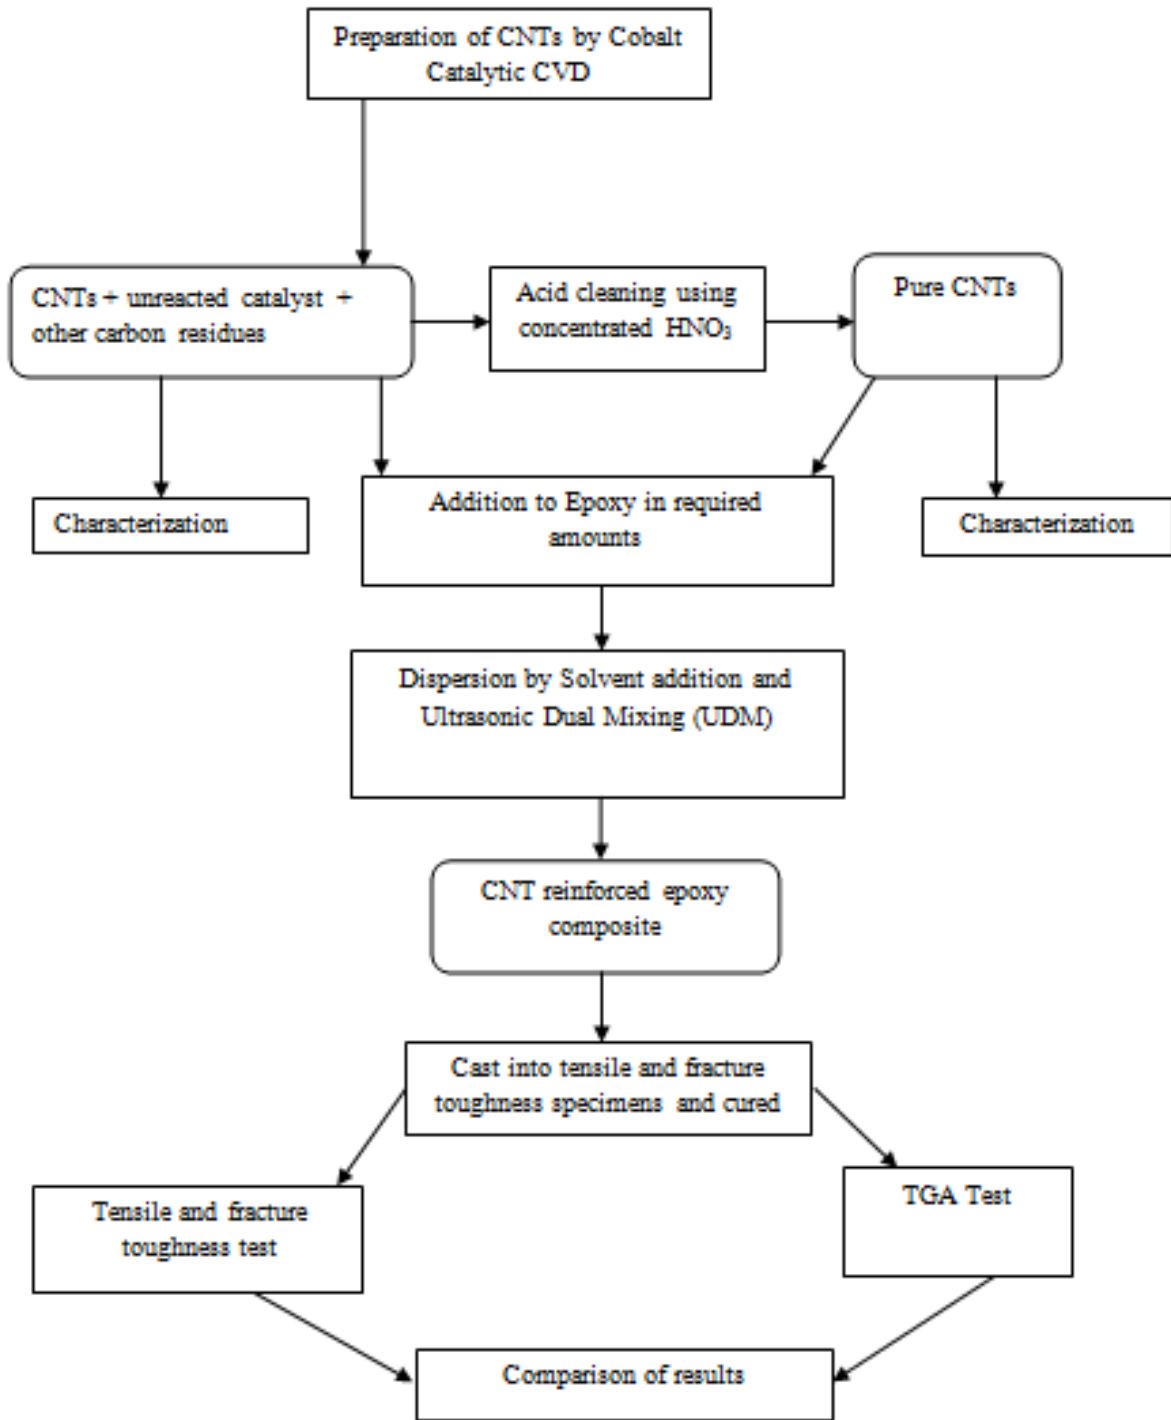 Preparation of CNTs by Cobalt
Catalytic CVD
CNTs + unreacted catalyst +
other carbon residues
Acid cleaning using
concentrated HNO₃
Pure CNTs
Characterization
Addition to Epoxy in required
amounts
Characterization
Dispersion by Solvent addition and
Ultrasonic Dual Mixing (UDM)
CNT reinforced epoxy
composite
Cast into tensile and fracture
toughness specimens and cured
Tensile and fracture
toughness test
TGA Test
Comparison of results